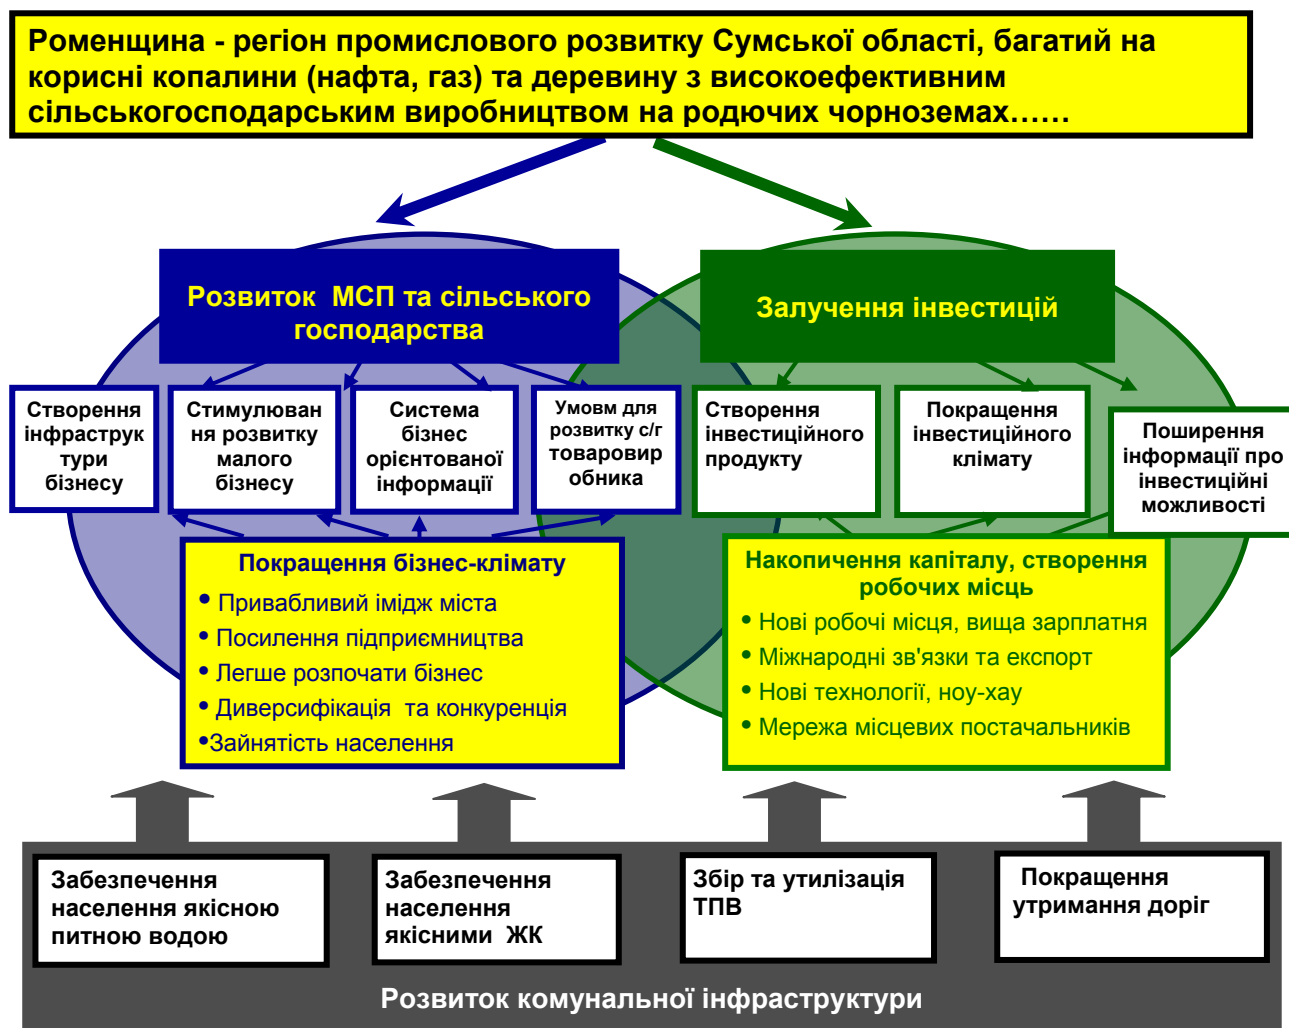 Роменщина - регіон промислового розвитку Сумської області, багатий на
корисні копалини (нафта, газ) та деревину з високоефективним
сільськогосподарським виробництвом на родючих чорноземах……
Розвиток МСП та сільського
господарства
Залучення інвестицій
Створення
інфраструк
тури
бізнесу
Стимулюван
ня розвитку
малого
бізнесу
Система
бізнес
орієнтованої
інформації
Умовм для
розвитку с/г
товаровир
обника
Створення
інвестиційного
продукту
Покращення
інвестиційного
клімату
Поширення
інформації про
інвестиційні
можливості
Покращення бізнес-клімату
• Привабливий імідж міста
• Посилення підприємництва
• Легше розпочати бізнес
• Диверсифікація та конкуренція
•Зайнятість населення
Накопичення капіталу, створення
робочих місць
• Нові робочі місця, вища зарплатня
• Міжнародні зв'язки та експорт
• Нові технології, ноу-хау
• Мережа місцевих постачальників
Забезпечення
населення якісною
питною водою
Забезпечення
населення
якісними ЖК
Збір та утилізація
ТПВ
Покращення
утримання доріг
Розвиток комунальної інфраструктури